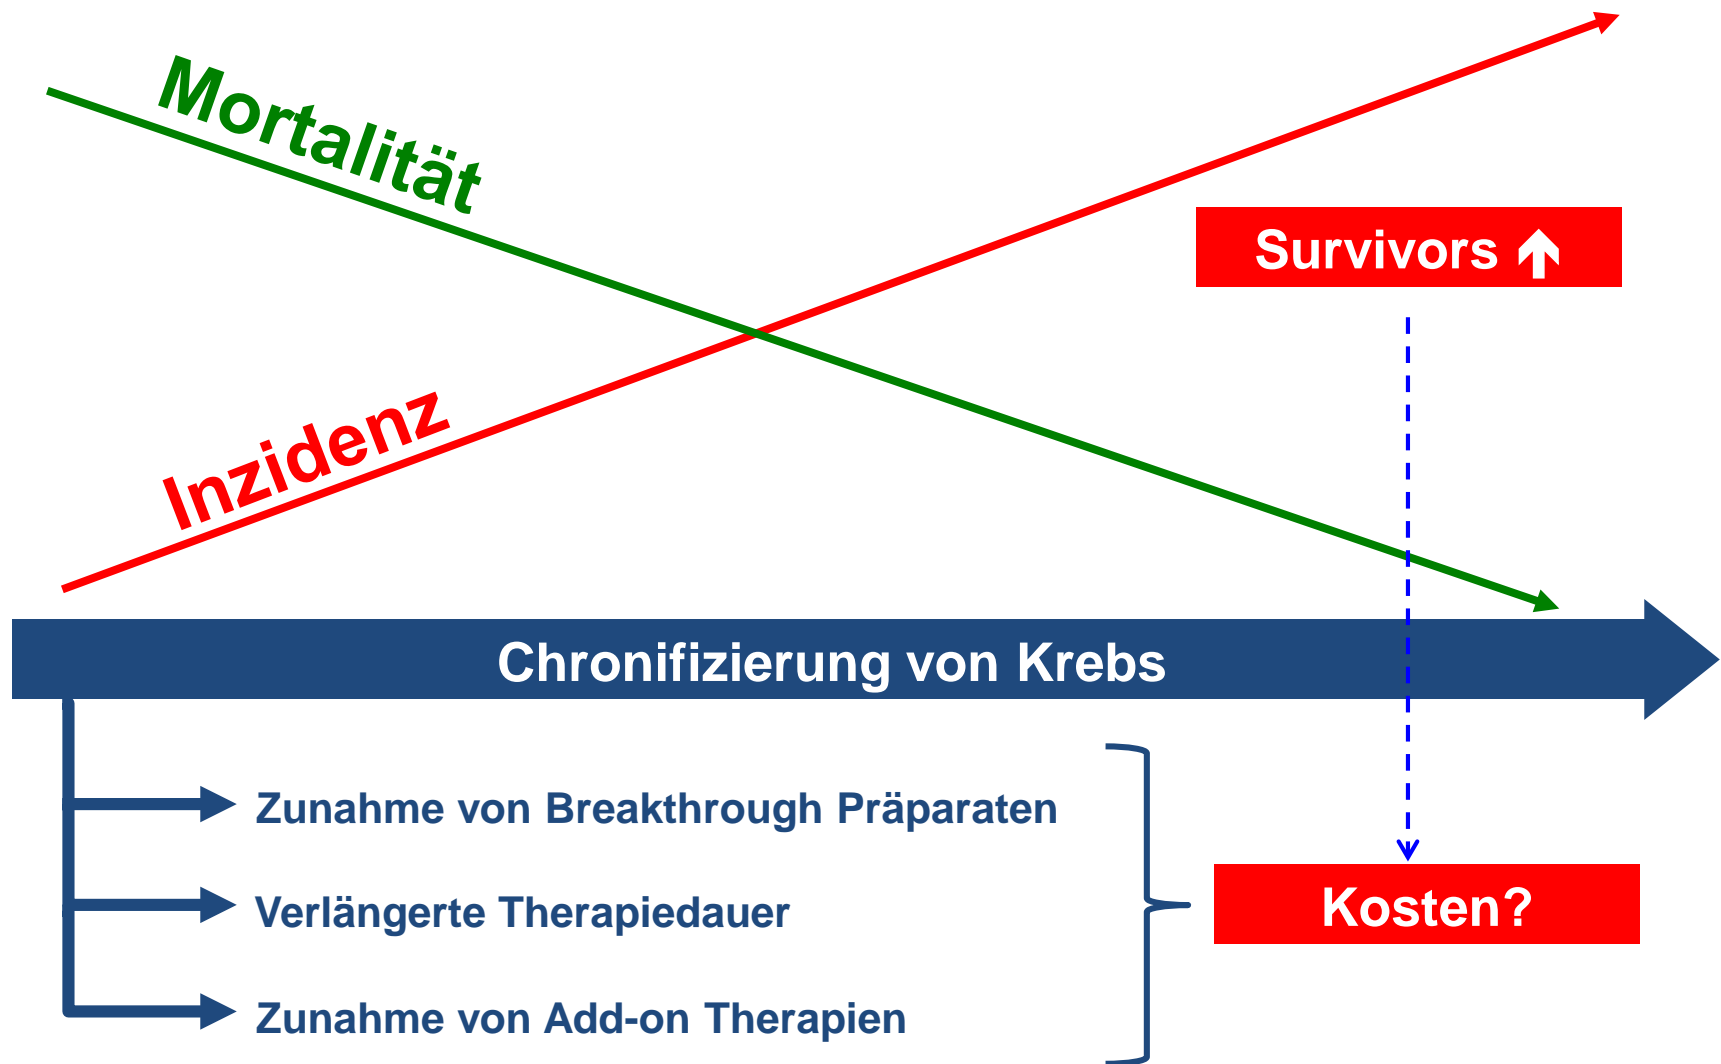 Mortalität
Inzidenz
Survivors 🡹
Chronifizierung von Krebs
Zunahme von Breakthrough Präparaten
Verlängerte Therapiedauer
Zunahme von Add-on Therapien
Kosten?